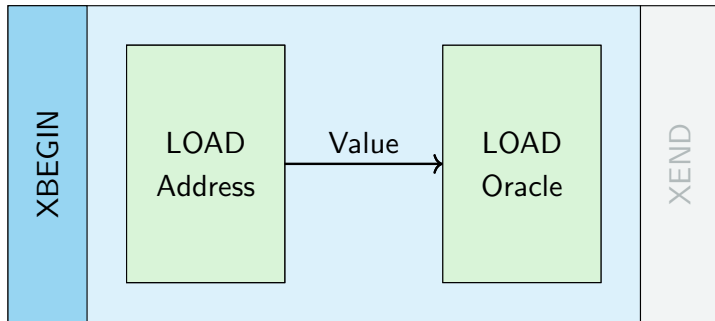 XBEGIN
LOAD
Address
Value
LOAD
Oracle
XEND